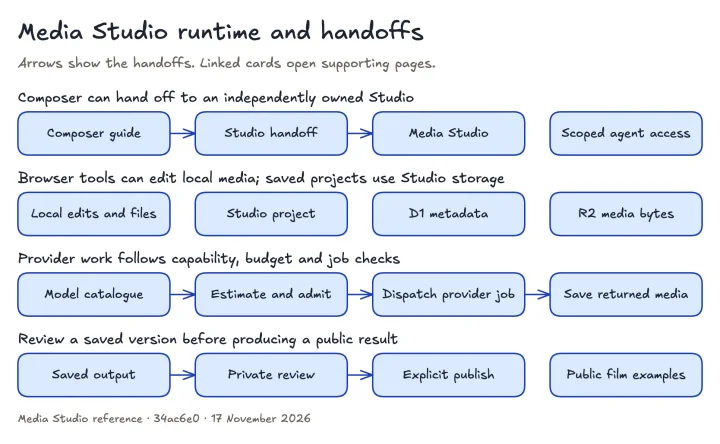 Media Studio runtime and handoffs
Arrows show the handoffs. Linked cards open supporting pages.
Composer can hand off to an independently owned Studio
Composer guide
Studio handoff
Media Studio
Scoped agent access
Browser tools can edit local media; saved projects use Studio storage
Local edits and files
Studio project
D1 metadata
R2 media bytes
Provider work follows capability, budget and job checks
Model catalogue
Estimate and admit
Dispatch provider job
Save returned media
Review a saved version before producing a public result
Saved output
Private review
Explicit publish
Public film examples
Media Studio reference · 34ac6e0 · 17 November 2026